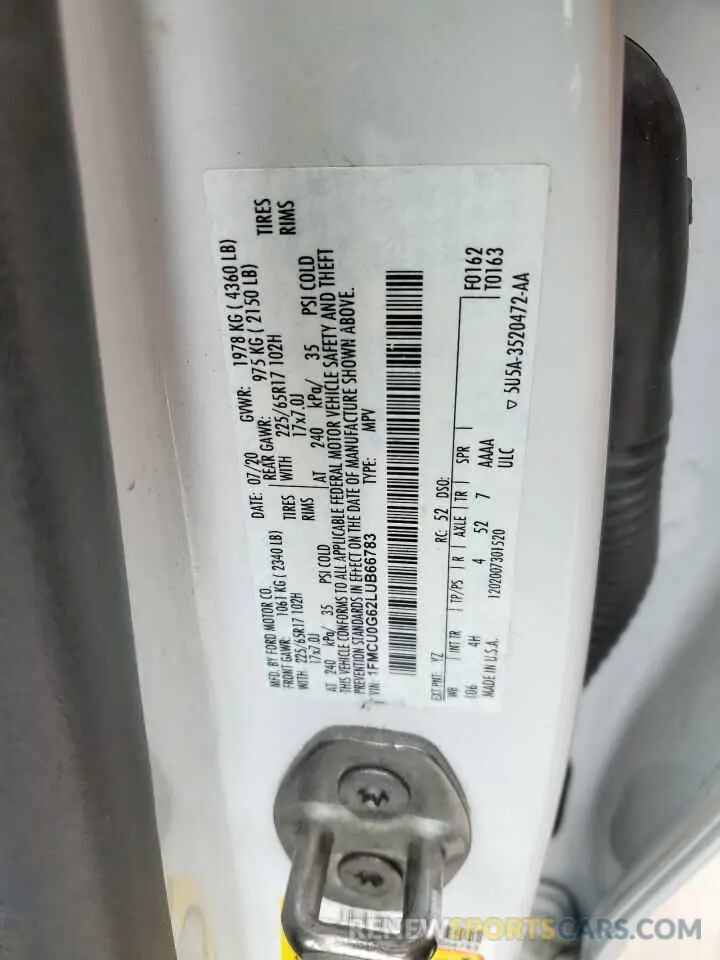 MFD. BY FORD MOTOR CO. DATE: 07/20 GVWR: 1978 KG ( 4360 LB)
FRONT GAWR: 1061 KG ( 2340 LB) REAR GAWR: 975 KG ( 2150 LB)
WITH 225/65R17 102H TIRES WITH 225/65R17 102H TIRES
17x7.0J RIMS 17x7.0J RIMS
AT 240 kPa/ 35 PSI COLD AT 240 kPa/ 35 PSI COLD
THIS VEHICLE CONFORMS TO ALL APPLICABLE FEDERAL MOTOR VEHICLE SAFETY AND THEFT
PREVENTION STANDARDS IN EFFECT ON THE DATE OF MANUFACTURE SHOWN ABOVE.
VIN: 1FMCU0G62LUB66783 TYPE: MPV
EXT PNT: YZ RC: 52 DSO: F0162
WB INT TR TP/PS R AXLE TR SPR T0163
106 4H 4 52 7 AAAA
MADE IN U.S.A. 1202007301520 ULC
▽ 5U5A-3520472-AA
RENEWSPORTCARS.COM